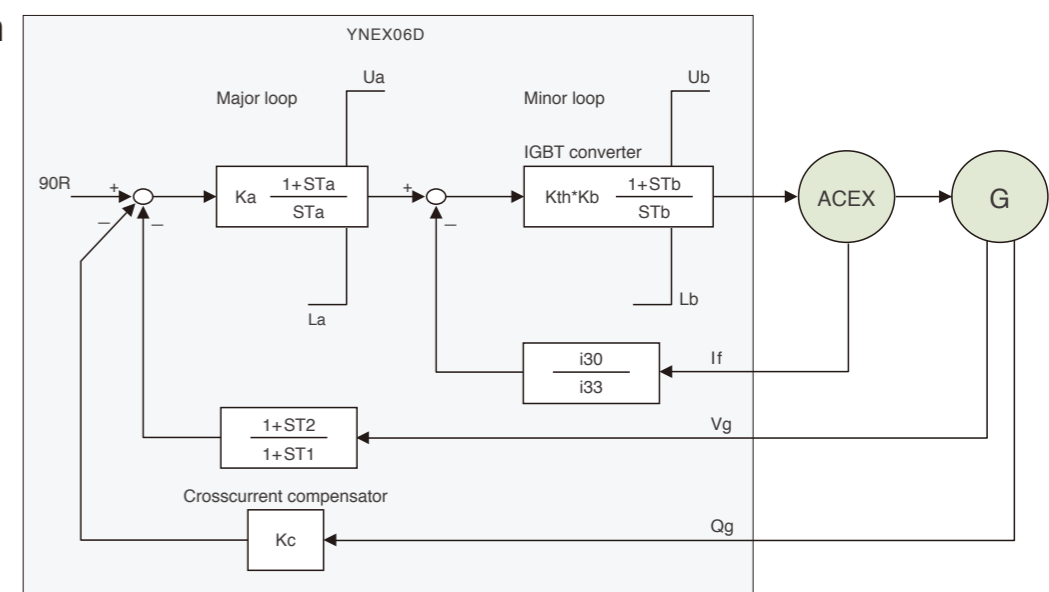 YNEX06D
Ua
Ub
Major loop
Minor loop
IGBT converter
90R
+
Ka 1+STa
STa
+
Kth*Kb 1+STb
STb
ACEX
G
–
–
–
La
Lb
i30
i33
If
1+ST2
1+ST1
Vg
Crosscurrent compensator
Kc
Qg